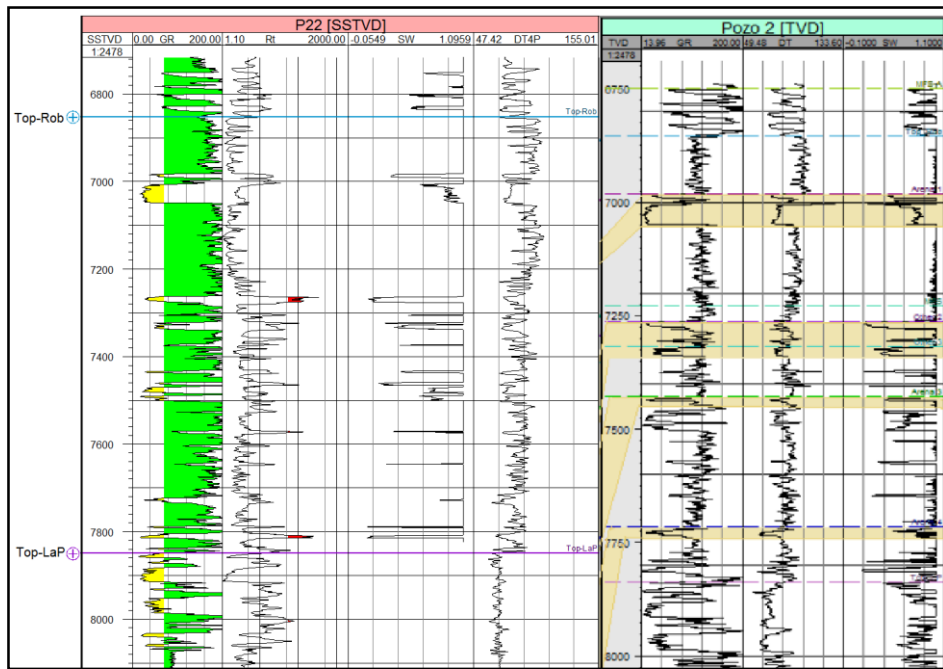 P22 [SSTVD]
SSTVD 0.00 GR 200.00 1.10 Rt 2000.00 -0.0549 SW 1.0959 47.42 DT4P 155.01
1:2478
6800
Top-Rob
Top-Rob
7000
7200
7400
7600
7800
Top-LaP
Top-LaP
8000
Pozo 2 [TVD]
TVD 13.96 GR 200.00 49.48 DT 133.60 -0.1000 SW 1.1000
1:2478
6750
MFS-A
7000
7250
7500
7750
8000